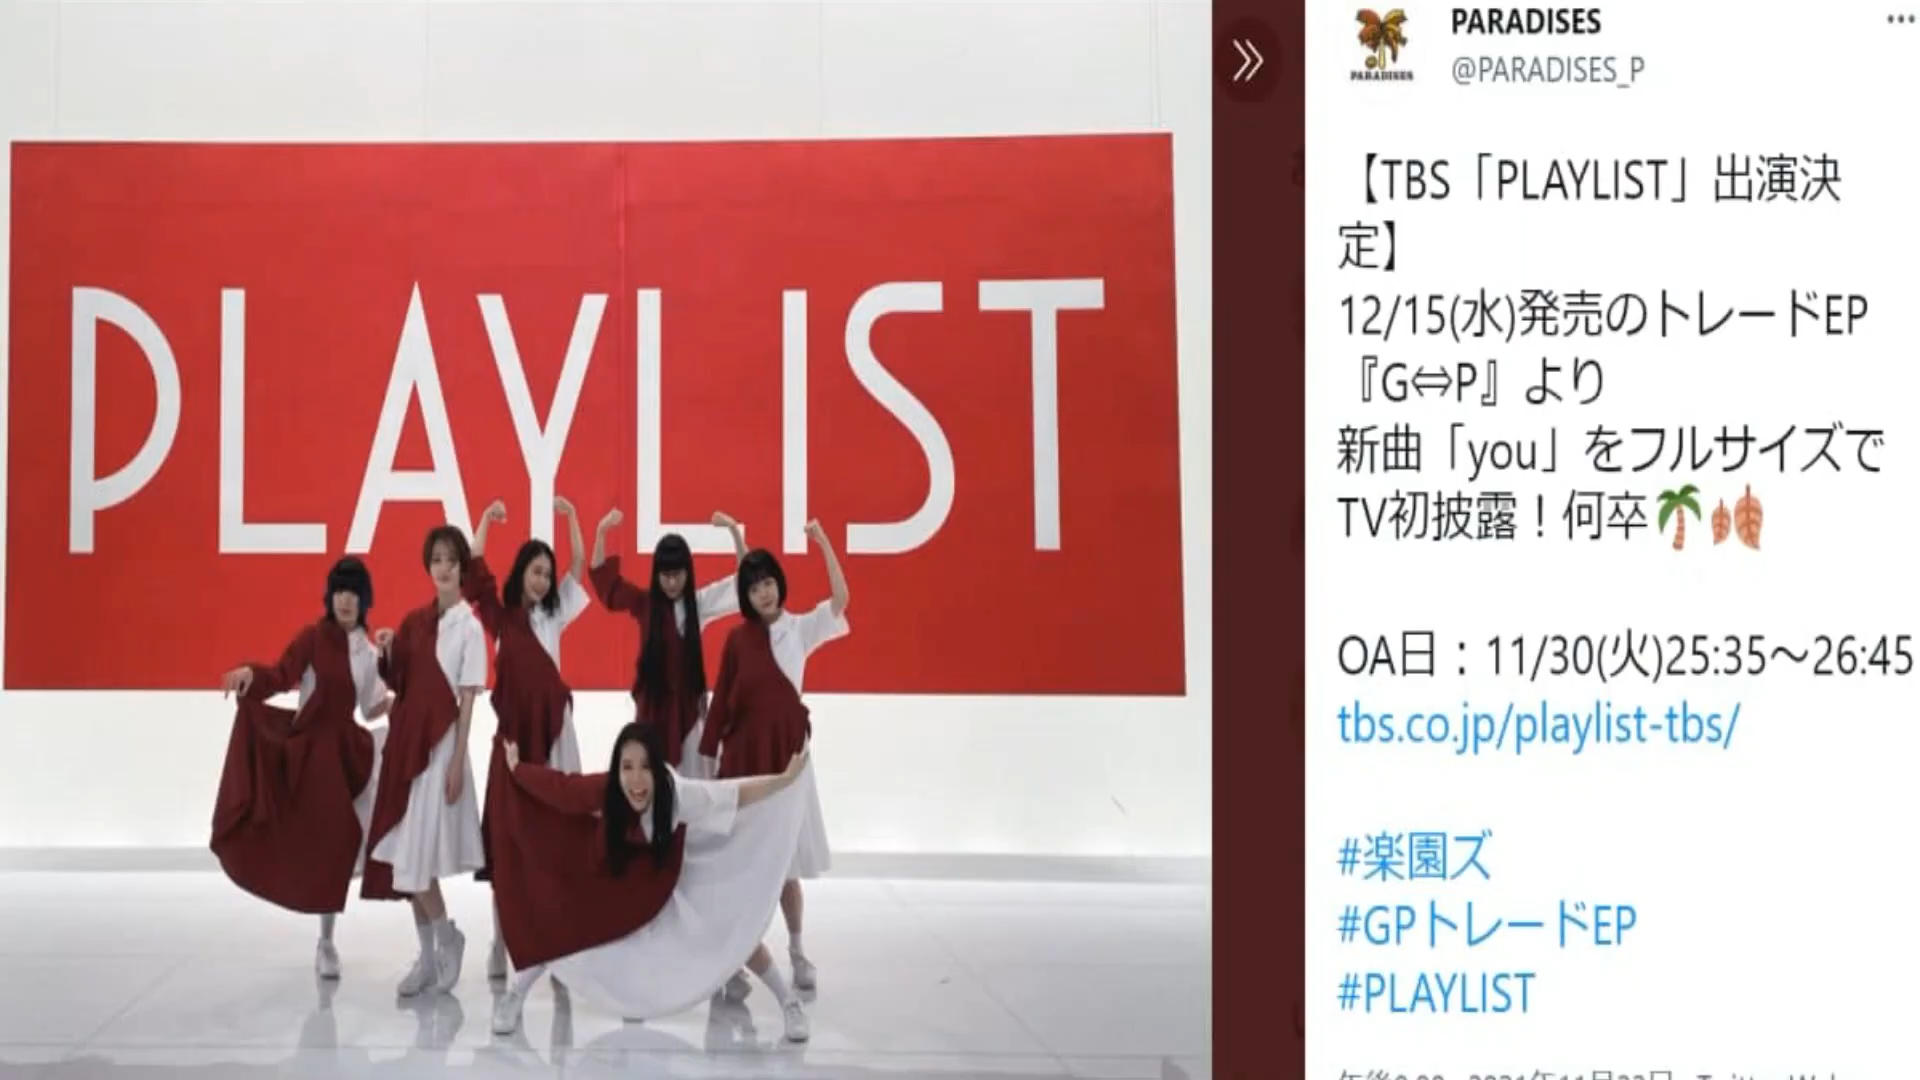 PLAYLIST
PARADISES
PARADISES
@PARADISES_P
【TBS「PLAYLIST」出演決
定】
12/15(水)発売のトレードEP
『G⇔P』より
新曲「you」をフルサイズで
TV初披露！何卒🌴🍂
OA日：11/30(火)25:35～26:45
tbs.co.jp/playlist-tbs/
#楽園ズ
#GPトレードEP
#PLAYLIST